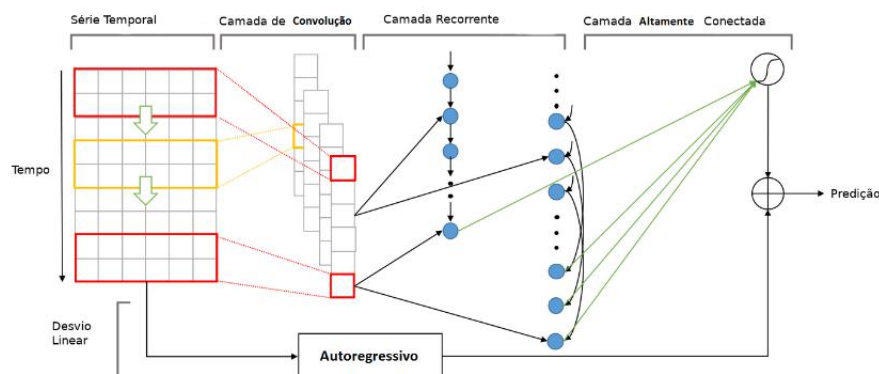 Série Temporal
Camada de Convolução
Camada Recorrente
Camada Altamente Conectada
Tempo
Predição
Desvio
Linear
Autoregressivo